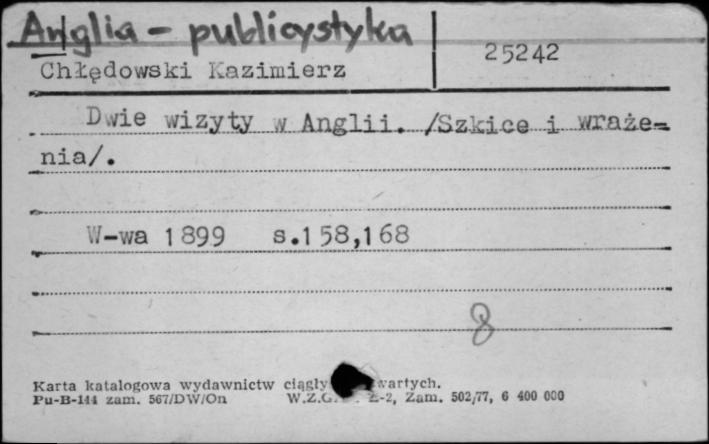 Anglia - publicystyka
25242
Chłędowski Kazimierz
Dwie wizyty w Anglii. /Szkice i wraże-
nia/.
W-wa 1899 s.158,168
8
Karta katalogowa wydawnictw ciągły wartych.
Pu-B-144 zam. 567/DW/On W.Z.G. Z-2, Zam. 502/77, 6 400 000